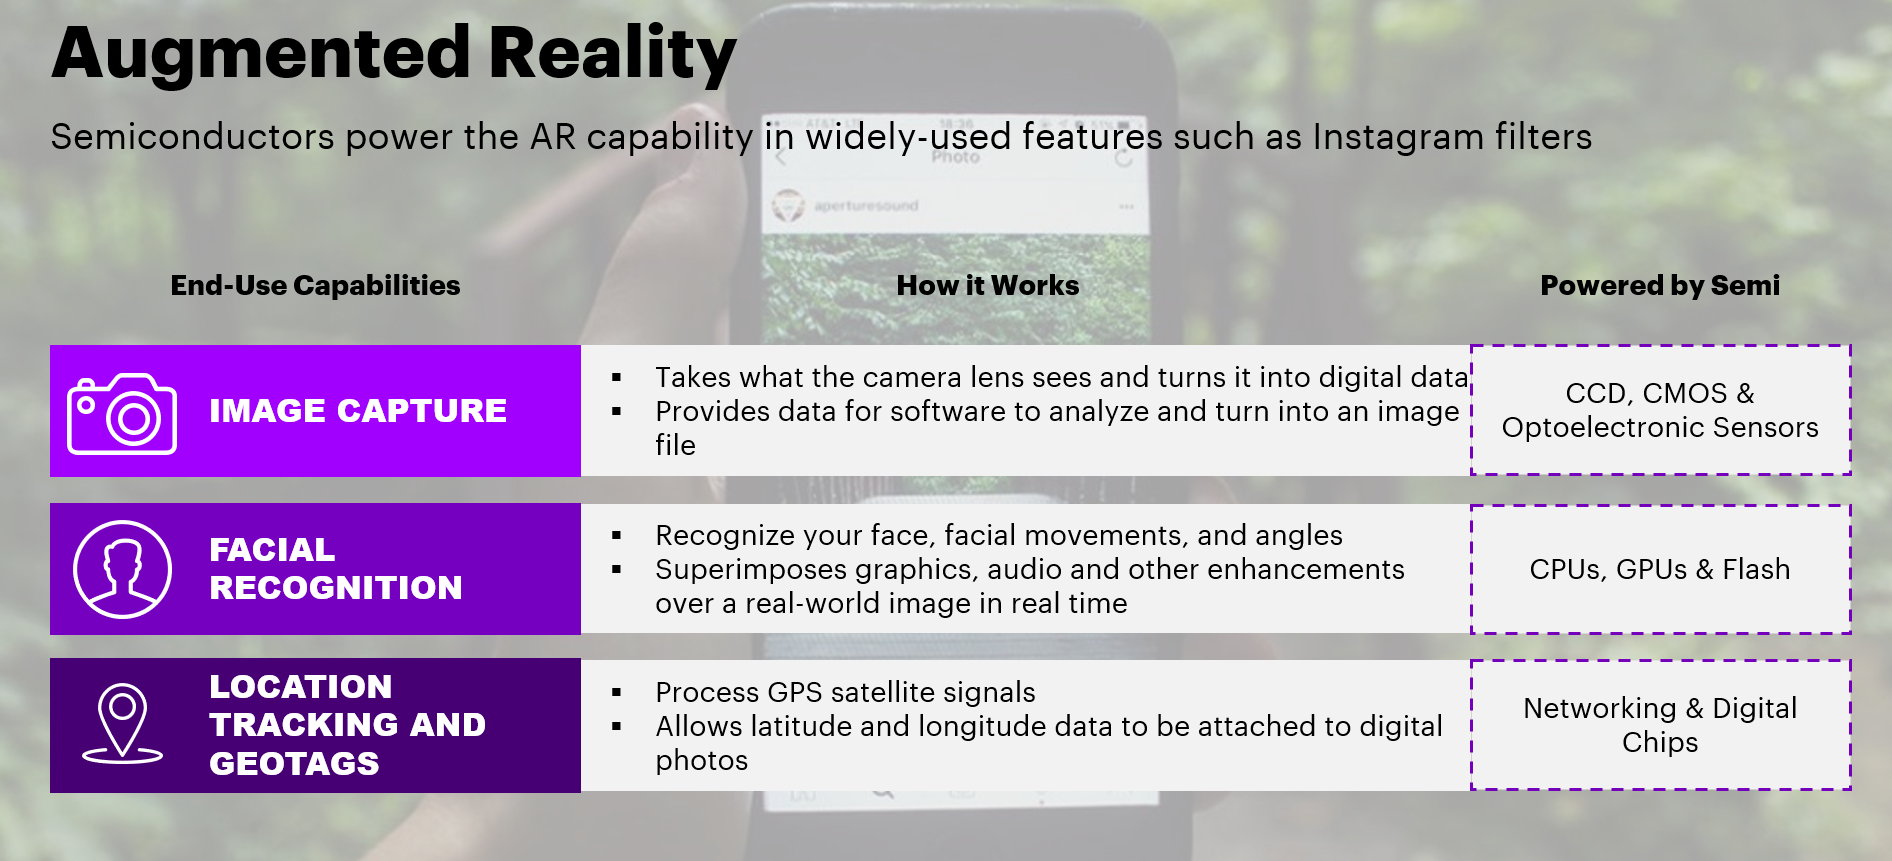 Augmented Reality
Semiconductors power the AR capability in widely-used features such as Instagram filters
AT&T LTE 18:36 51%
Photo
aperturesound
End-Use Capabilities
How it Works
Powered by Semi
IMAGE CAPTURE
▪ Takes what the camera lens sees and turns it into digital data
▪ Provides data for software to analyze and turn into an image
file
CCD, CMOS &
Optoelectronic Sensors
FACIAL
RECOGNITION
▪ Recognize your face, facial movements, and angles
▪ Superimposes graphics, audio and other enhancements
over a real-world image in real time
CPUs, GPUs & Flash
LOCATION
TRACKING AND
GEOTAGS
▪ Process GPS satellite signals
▪ Allows latitude and longitude data to be attached to digital
photos
Networking & Digital
Chips